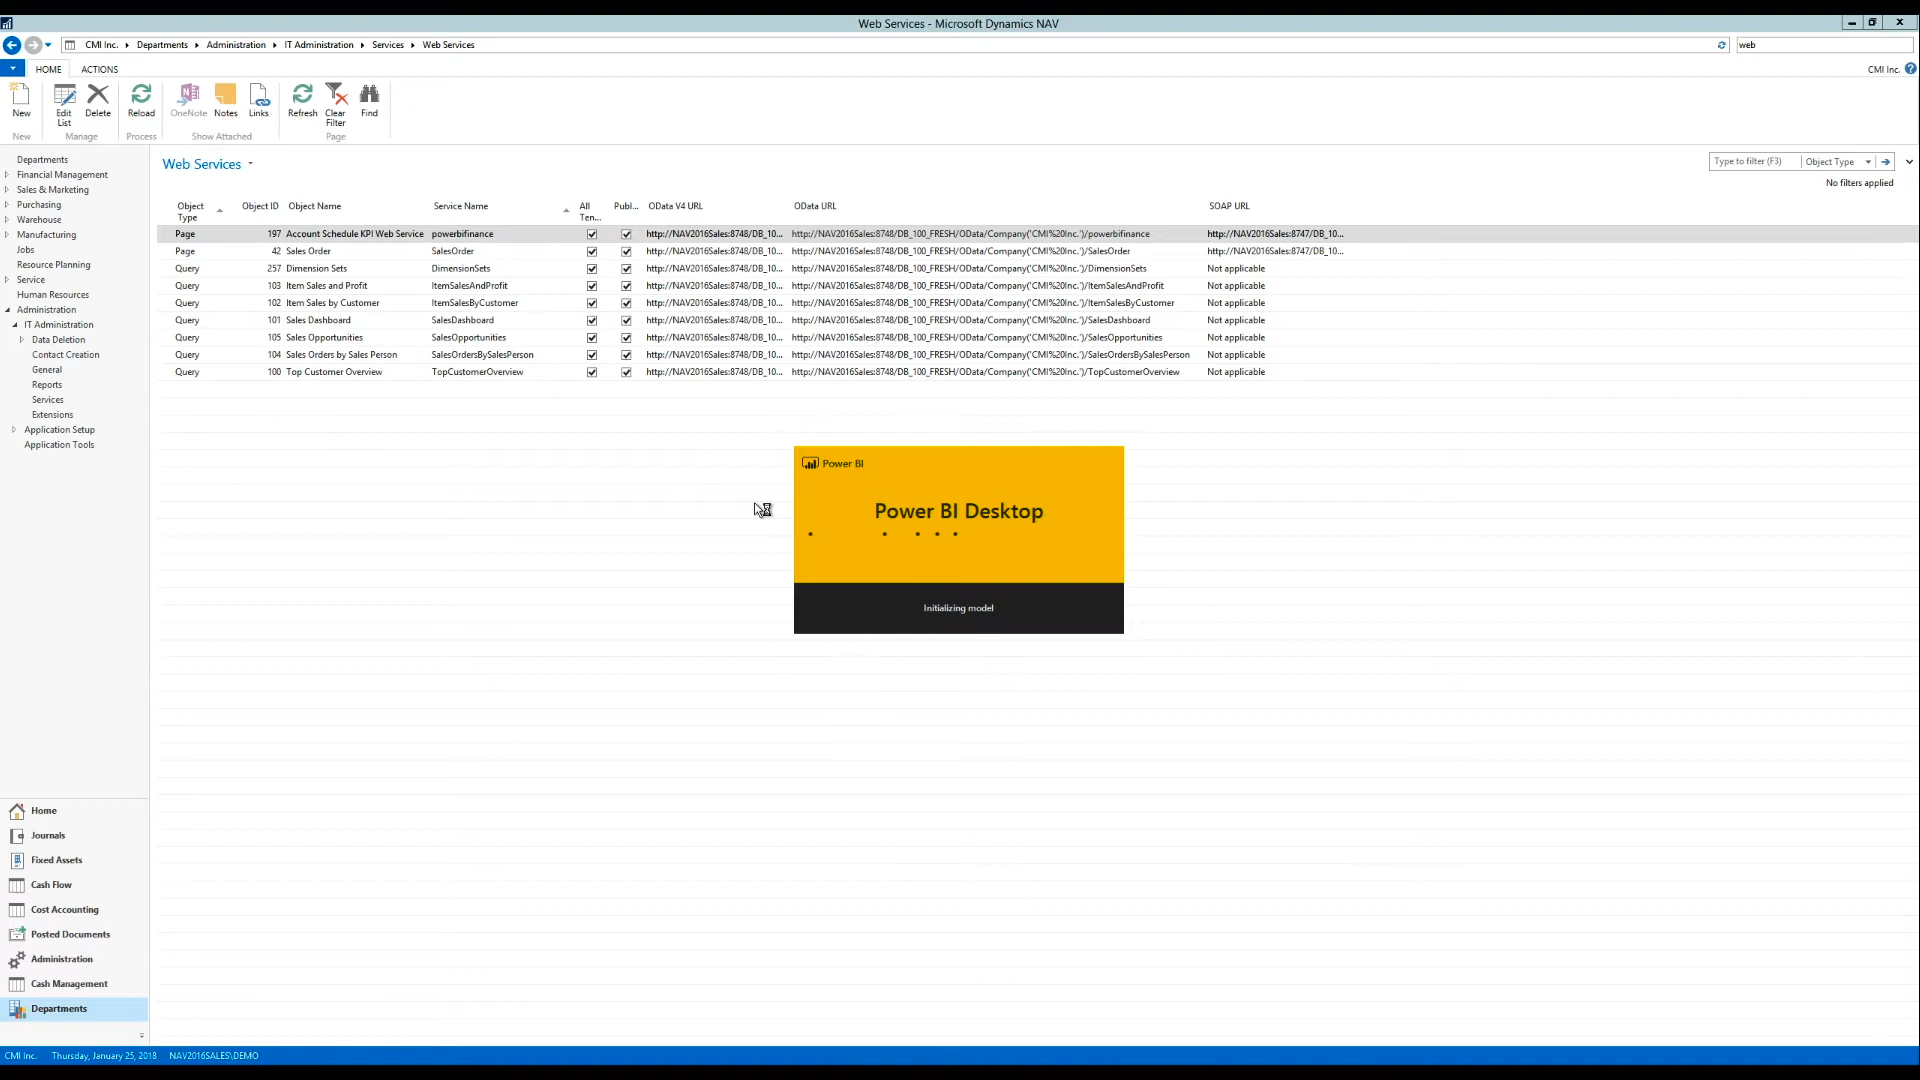 Web Services - Microsoft Dynamics NAV
CMI Inc. Departments Administration IT Administration Services Web Services
web
HOME ACTIONS
CMI Inc.
New Edit List Delete Reload OneNote Notes Links Refresh Clear Filter Find
New Manage Process Show Attached Page
Departments
Financial Management
Sales & Marketing
Purchasing
Warehouse
Manufacturing
Jobs
Resource Planning
Service
Human Resources
Administration
IT Administration
Data Deletion
Contact Creation
General
Reports
Services
Extensions
Application Setup
Application Tools
Web Services
Type to filter (F3) Object Type
No filters applied
Object Type Object ID Object Name Service Name All Ten... Publ... OData V4 URL OData URL SOAP URL
Page 197 Account Schedule KPI Web Service powerbifinance http://NAV2016Sales:8748/DB_10... http://NAV2016Sales:8748/DB_100_FRESH/OData/Company('CMI%20Inc.')/powerbifinance http://NAV2016Sales:8747/DB_10...
Page 42 Sales Order SalesOrder http://NAV2016Sales:8748/DB_10... http://NAV2016Sales:8748/DB_100_FRESH/OData/Company('CMI%20Inc.')/SalesOrder http://NAV2016Sales:8747/DB_10...
Query 257 Dimension Sets DimensionSets http://NAV2016Sales:8748/DB_10... http://NAV2016Sales:8748/DB_100_FRESH/OData/Company('CMI%20Inc.')/DimensionSets Not applicable
Query 103 Item Sales and Profit ItemSalesAndProfit http://NAV2016Sales:8748/DB_10... http://NAV2016Sales:8748/DB_100_FRESH/OData/Company('CMI%20Inc.')/ItemSalesAndProfit Not applicable
Query 102 Item Sales by Customer ItemSalesByCustomer http://NAV2016Sales:8748/DB_10... http://NAV2016Sales:8748/DB_100_FRESH/OData/Company('CMI%20Inc.')/ItemSalesByCustomer Not applicable
Query 101 Sales Dashboard SalesDashboard http://NAV2016Sales:8748/DB_10... http://NAV2016Sales:8748/DB_100_FRESH/OData/Company('CMI%20Inc.')/SalesDashboard Not applicable
Query 105 Sales Opportunities SalesOpportunities http://NAV2016Sales:8748/DB_10... http://NAV2016Sales:8748/DB_100_FRESH/OData/Company('CMI%20Inc.')/SalesOpportunities Not applicable
Query 104 Sales Orders by Sales Person SalesOrdersBySalesPerson http://NAV2016Sales:8748/DB_10... http://NAV2016Sales:8748/DB_100_FRESH/OData/Company('CMI%20Inc.')/SalesOrdersBySalesPerson Not applicable
Query 100 Top Customer Overview TopCustomerOverview http://NAV2016Sales:8748/DB_10... http://NAV2016Sales:8748/DB_100_FRESH/OData/Company('CMI%20Inc.')/TopCustomerOverview Not applicable
Power BI
Power BI Desktop
Initializing model
Home
Journals
Fixed Assets
Cash Flow
Cost Accounting
Posted Documents
Administration
Cash Management
Departments
CMI Inc. Thursday, January 25, 2018 NAV2016SALES\DEMO